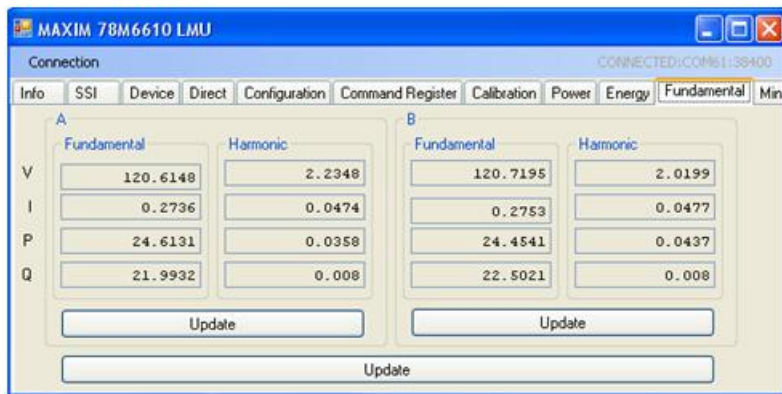 MAXIM 78M6610 LMU
Connection CONNECTED:COM61:38400
Info SSI Device Direct Configuration Command Register Calibration Power Energy Fundamental Min
A B
Fundamental Harmonic Fundamental Harmonic
V 120.6148 2.2348 120.7195 2.0199
I 0.2736 0.0474 0.2753 0.0477
P 24.6131 0.0358 24.4541 0.0437
Q 21.9932 0.008 22.5021 0.008
Update Update
Update